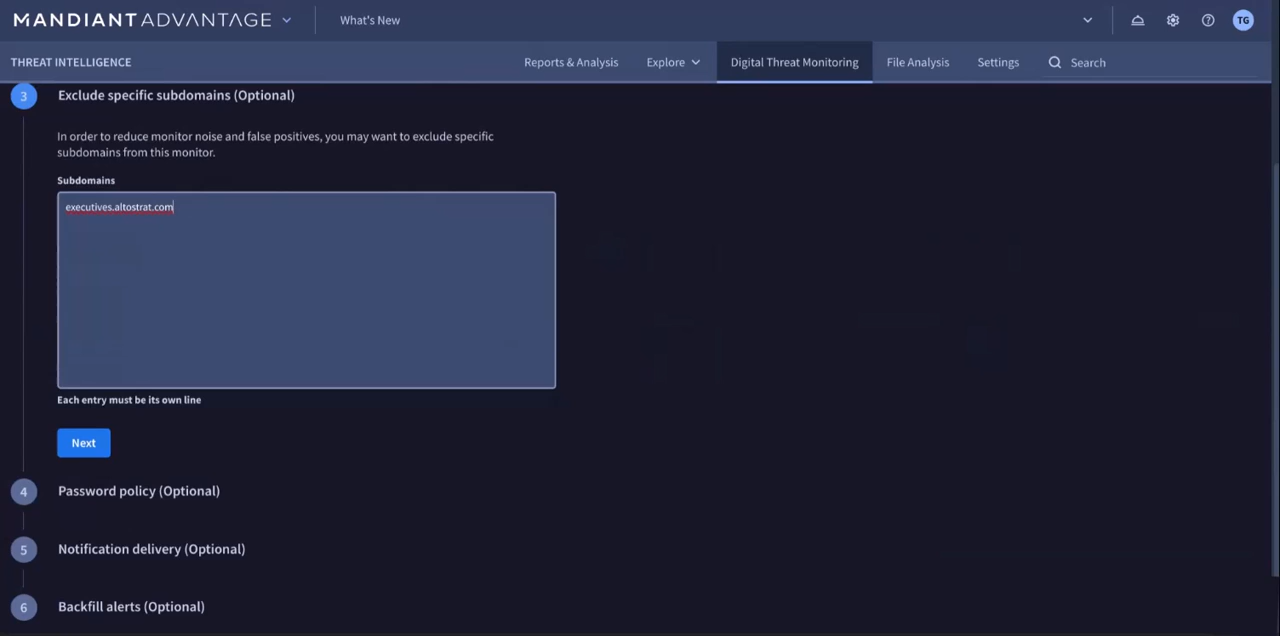 MANDIANT ADVANTAGE What's New TG
THREAT INTELLIGENCE Reports & Analysis Explore Digital Threat Monitoring File Analysis Settings Search
3 Exclude specific subdomains (Optional)
In order to reduce monitor noise and false positives, you may want to exclude specific
subdomains from this monitor.
Subdomains
executives.altostrat.com
Each entry must be its own line
Next
4 Password policy (Optional)
5 Notification delivery (Optional)
6 Backfill alerts (Optional)